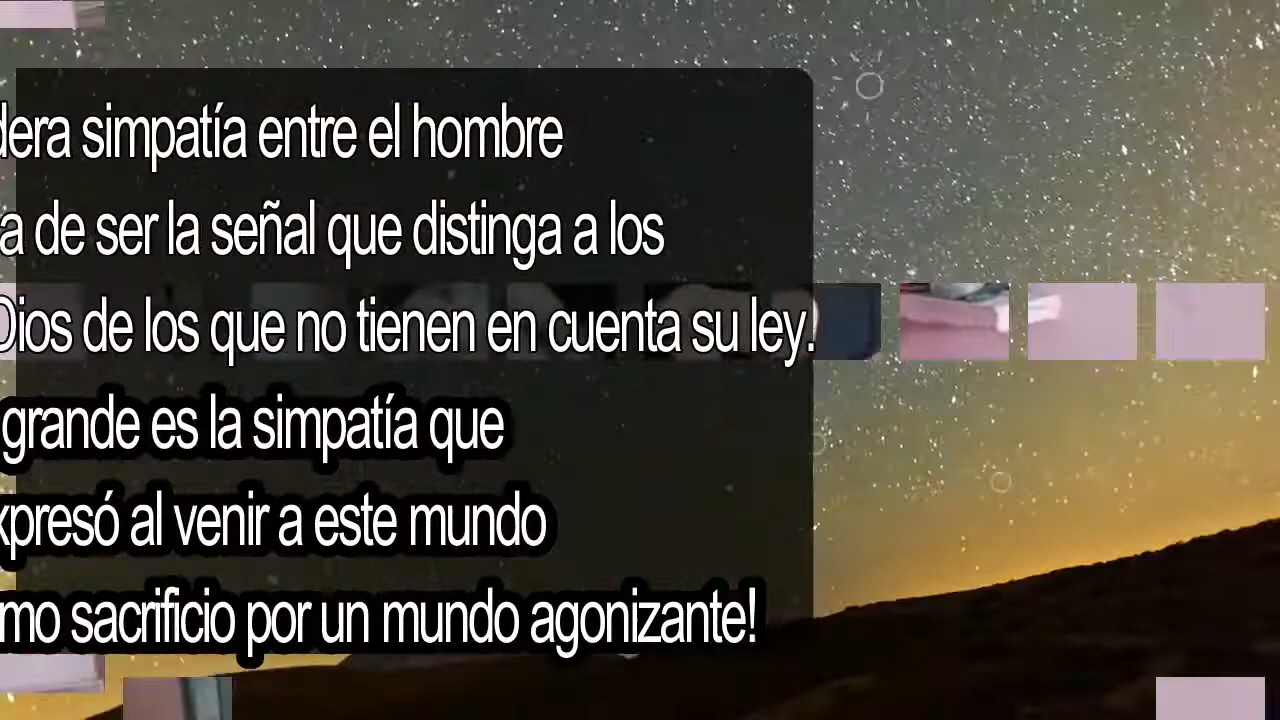 dera simpatía entre el hombre
a de ser la señal que distinga a los
Dios de los que no tienen en cuenta su ley.
grande es la simpatía que
xpresó al venir a este mundo
mo sacrificio por un mundo agonizante!